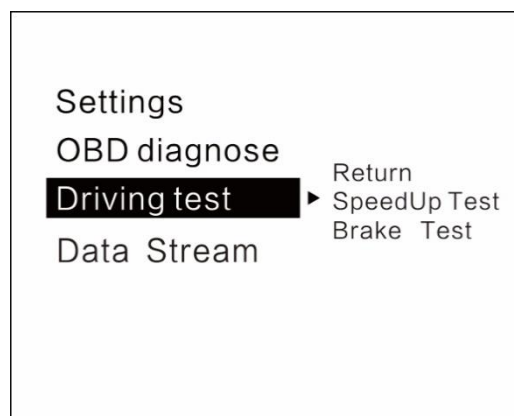 Settings
OBD diagnose
Driving test
Data Stream
Return
SpeedUp Test
Brake Test